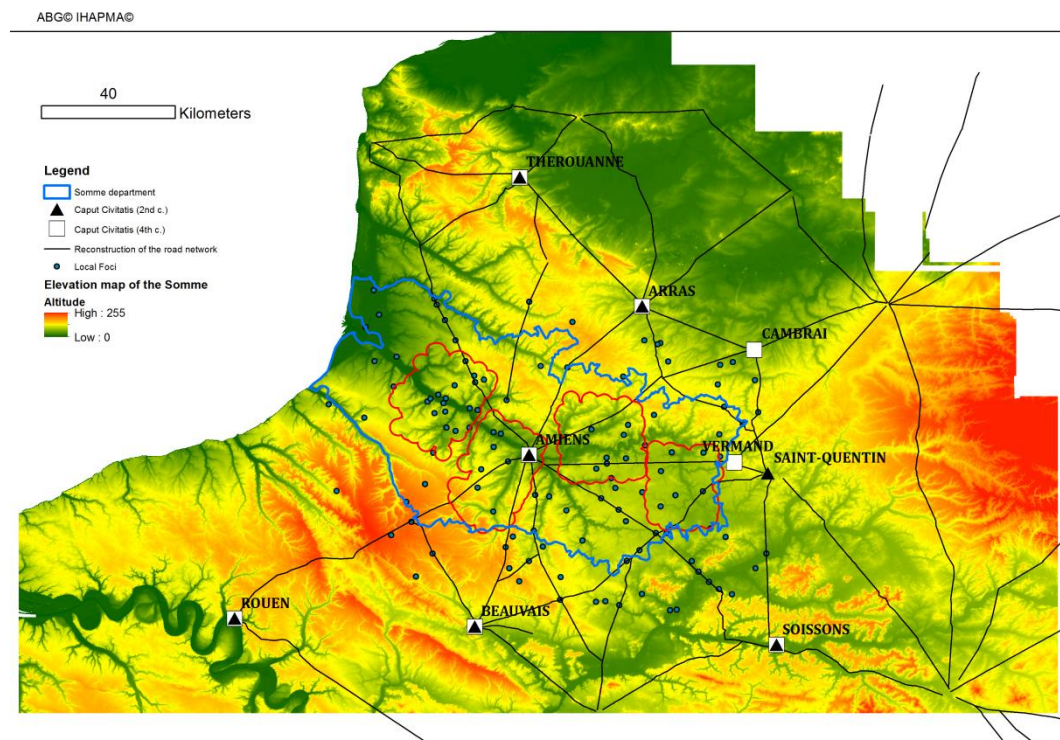 ABG© IHAPMA©
40
Kilometers
Legend
Somme department
Caput Civitatis (2nd c.)
Caput Civitatis (4th c.)
Reconstruction of the road network
Local Foci
Elevation map of the Somme
Altitude
High : 255
Low : 0
THEROUANNE
ARRAS
CAMBRAI
AMIENS
VERMAND
SAINT-QUENTIN
ROUEN
BEAUVAIS
SOISSONS